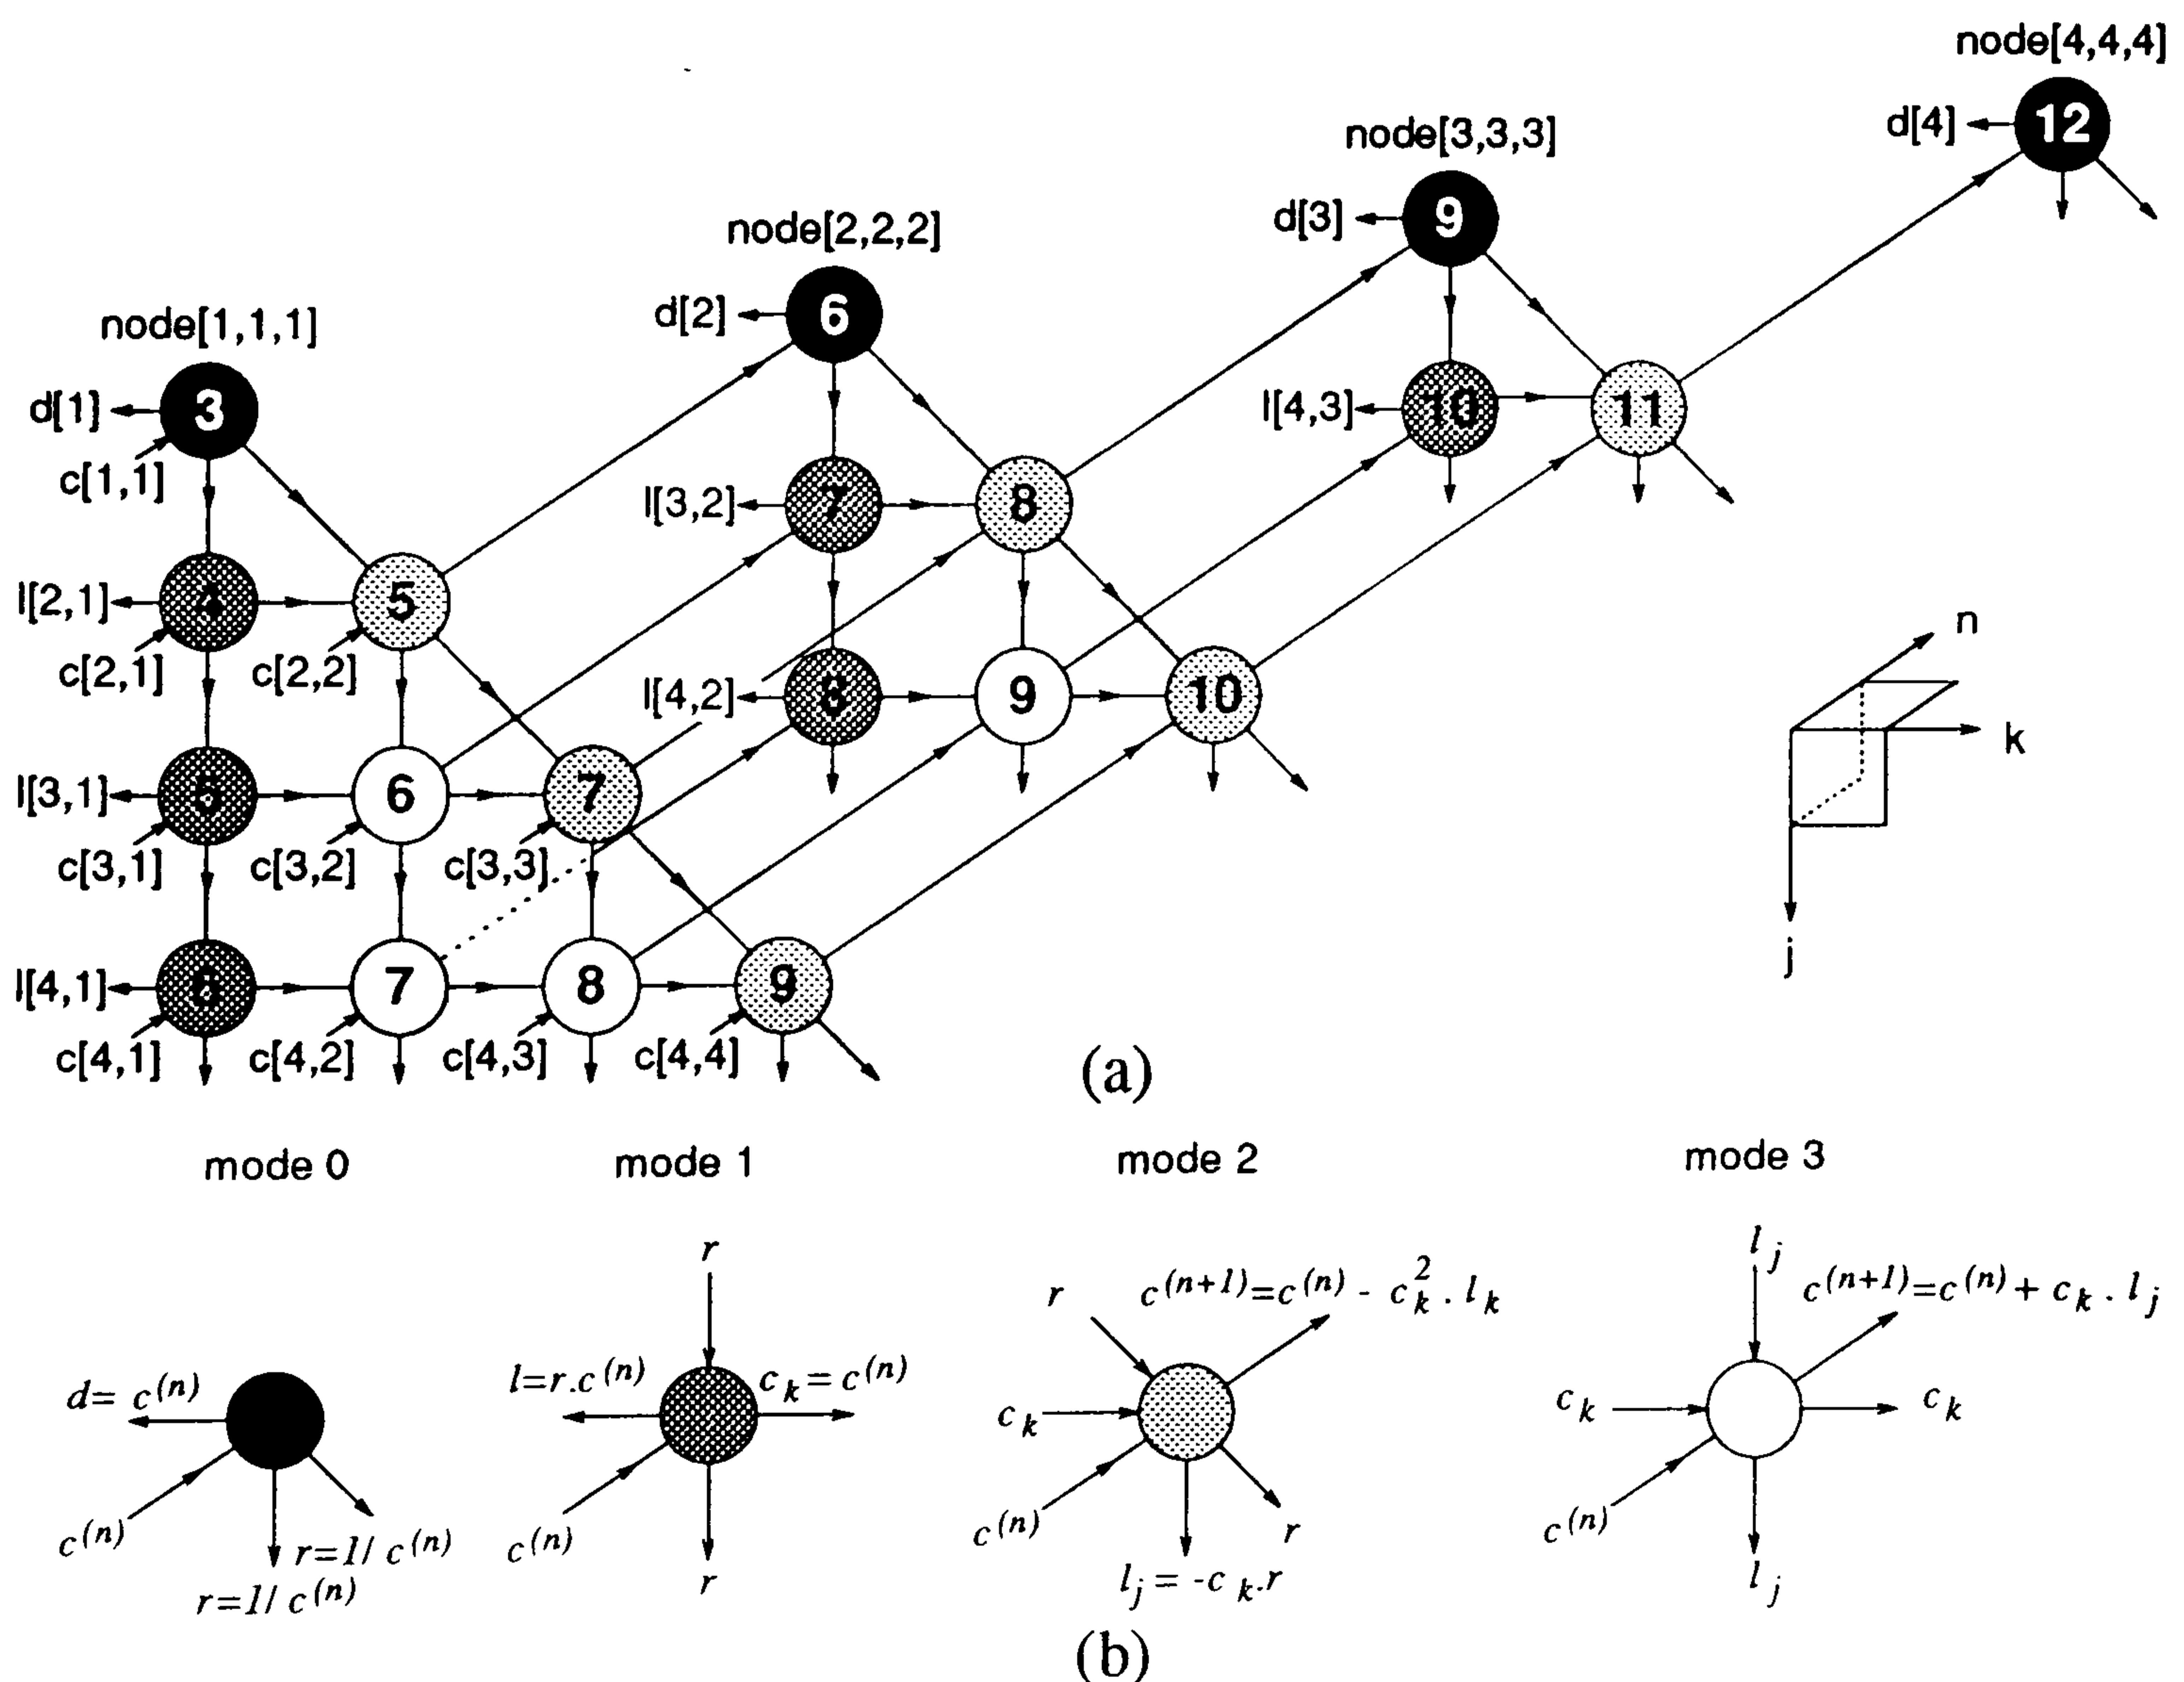 node[4,4,4]
d[4] 12
node[3,3,3]
d[3] 9
node[2,2,2]
d[2] 6
node[1,1,1]
d[1] 3
c[1,1]
l[4,3] 10 11
l[3,2] 7 8
l[2,1] 4 5
c[2,1] c[2,2]
n
k
j
l[4,2] 8 9 10
l[3,1] 5 6 7
c[3,1] c[3,2] c[3,3]
l[4,1] 6 7 8 9
c[4,1] c[4,2] c[4,3] c[4,4]
(a)
mode 0 mode 1 mode 2 mode 3
d= c(n)
c(n)
r=1/ c(n)
r=1/ c(n)
r
l=r.c(n)
ck = c(n)
c(n)
r
r
c(n+1)=c(n) - ck2 . lk
ck
c(n)
r
lj = -ck.r
lj
c(n+1)=c(n)+ ck . lj
ck
ck
c(n)
lj
(b)